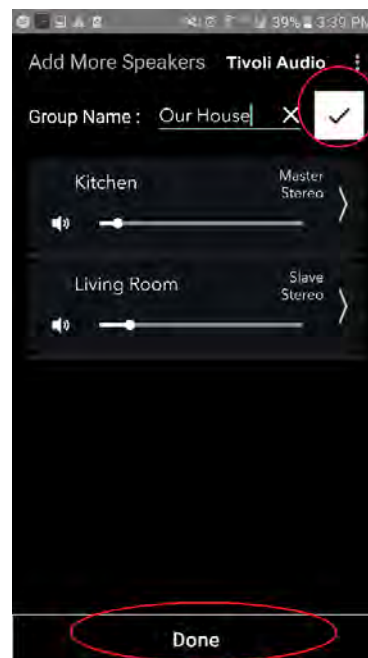 39% 3:39 PM
Add More Speakers Tivoli Audio
Group Name : Our House
Kitchen
Master
Stereo
Living Room
Slave
Stereo
Done